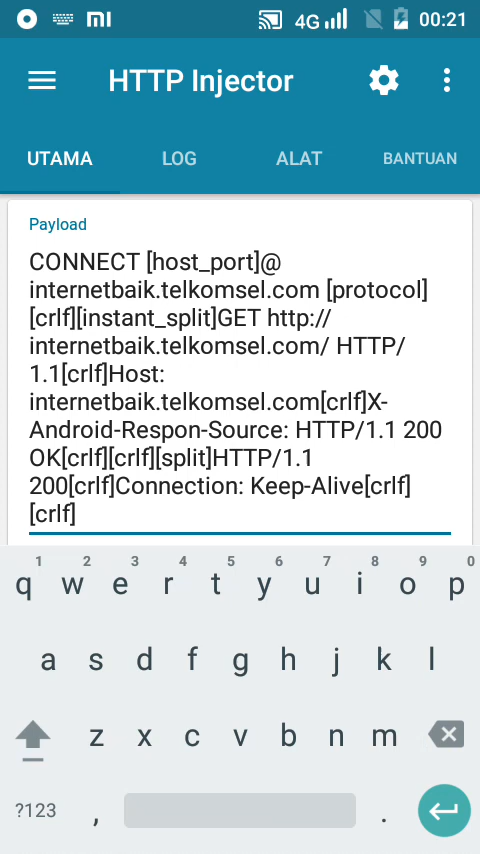 4G 00:21
HTTP Injector
UTAMA LOG ALAT BANTUAN
Payload
CONNECT [host_port]@
internetbaik.telkomsel.com [protocol]
[crlf][instant_split]GET http://
internetbaik.telkomsel.com/ HTTP/
1.1[crlf]Host:
internetbaik.telkomsel.com[crlf]X-
Android-Respon-Source: HTTP/1.1 200
OK[crlf][crlf][split]HTTP/1.1
200[crlf]Connection: Keep-Alive[crlf]
[crlf]
1 2 3 4 5 6 7 8 9 0
q w e r t y u i o p
a s d f g h j k l
z x c v b n m
?123 , .